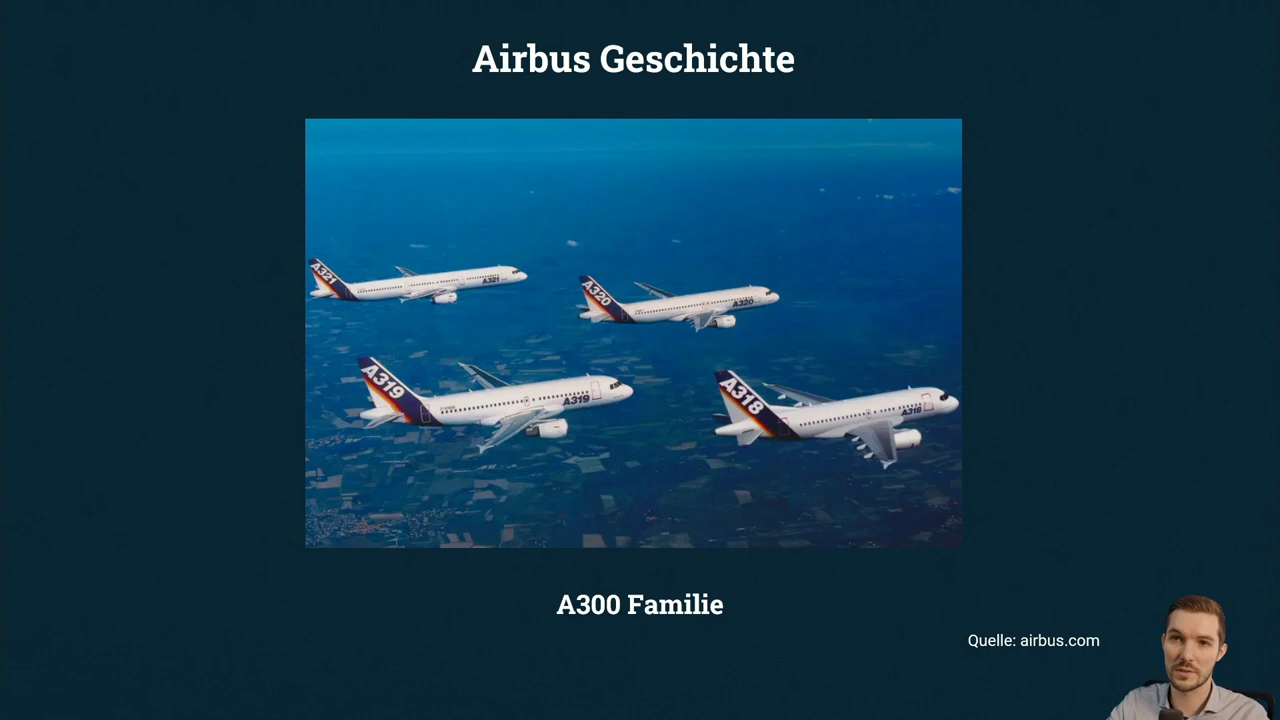 Airbus Geschichte
A321
A321
A320
A320
A319
A319
A318
A318
A300 Familie
Quelle: airbus.com